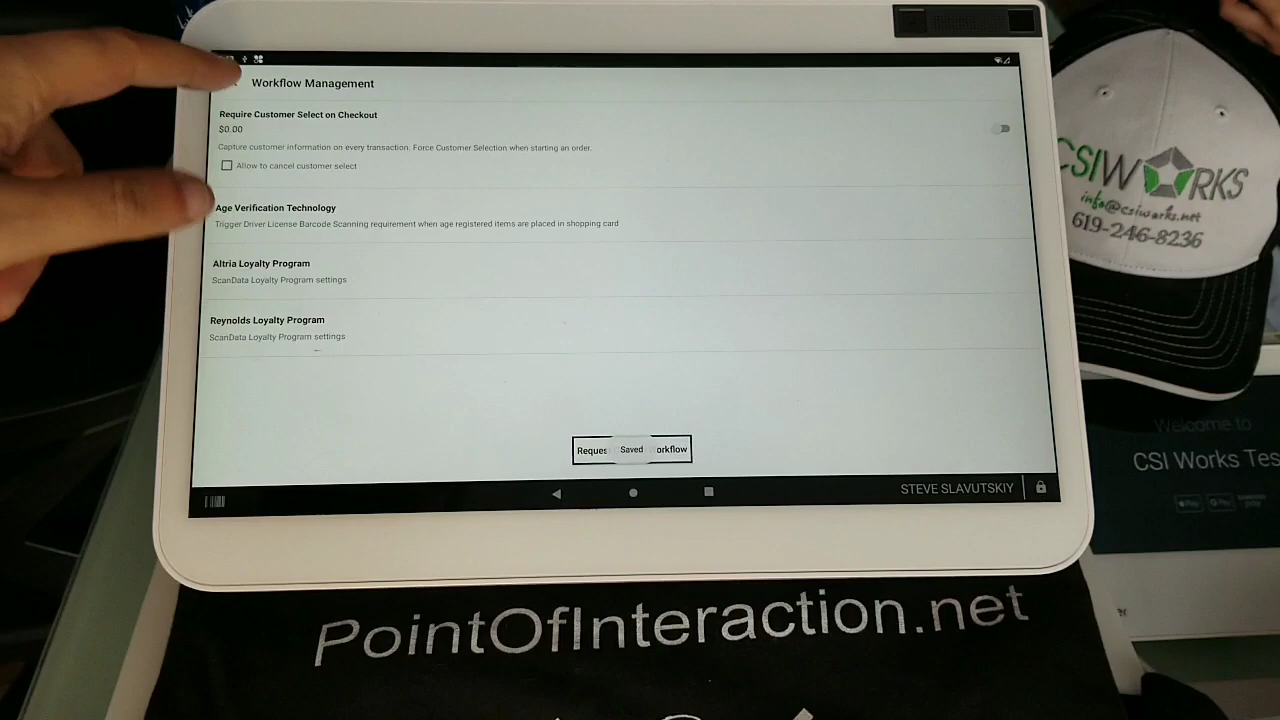 Workflow Management
Require Customer Select on Checkout
$0.00
Capture customer information on every transaction. Force Customer Selection when starting an order.
Allow to cancel customer select
Age Verification Technology
Trigger Driver License Barcode Scanning requirement when age registered items are placed in shopping card
Altria Loyalty Program
ScanData Loyalty Program settings
Reynolds Loyalty Program
ScanData Loyalty Program settings
Reques Saved orkflow
STEVE SLAVUTSKIY
CSIWORKS
info@csiworks.net
619-246-8236
Welcome to
CSI Works Tes
PointOfInteraction.net